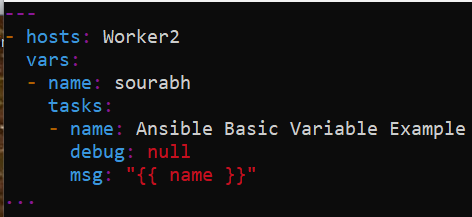 ---
- hosts: Worker2
  vars:
  - name: sourabh
    tasks:
    - name: Ansible Basic Variable Example
      debug: null
      msg: "{{ name }}"
...